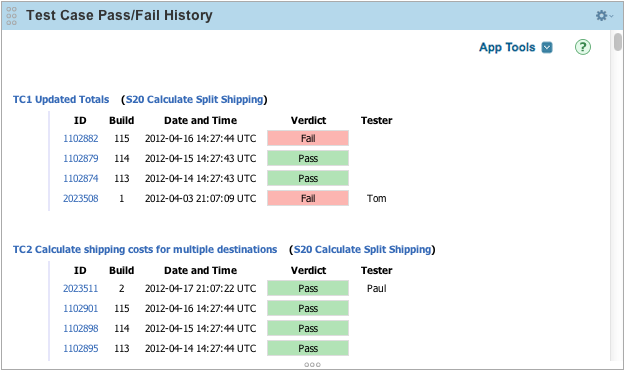 Test Case Pass/Fail History
App Tools ?
TC1 Updated Totals (S20 Calculate Split Shipping)
ID Build Date and Time Verdict Tester
1102882 115 2012-04-16 14:27:44 UTC Fail
1102879 114 2012-04-15 14:27:43 UTC Pass
1102874 113 2012-04-14 14:27:43 UTC Pass
2023508 1 2012-04-03 21:07:09 UTC Fail Tom
TC2 Calculate shipping costs for multiple destinations (S20 Calculate Split Shipping)
ID Build Date and Time Verdict Tester
2023511 2 2012-04-17 21:07:22 UTC Pass Paul
1102901 115 2012-04-16 14:27:44 UTC Pass
1102898 114 2012-04-15 14:27:44 UTC Pass
1102895 113 2012-04-14 14:27:44 UTC Pass